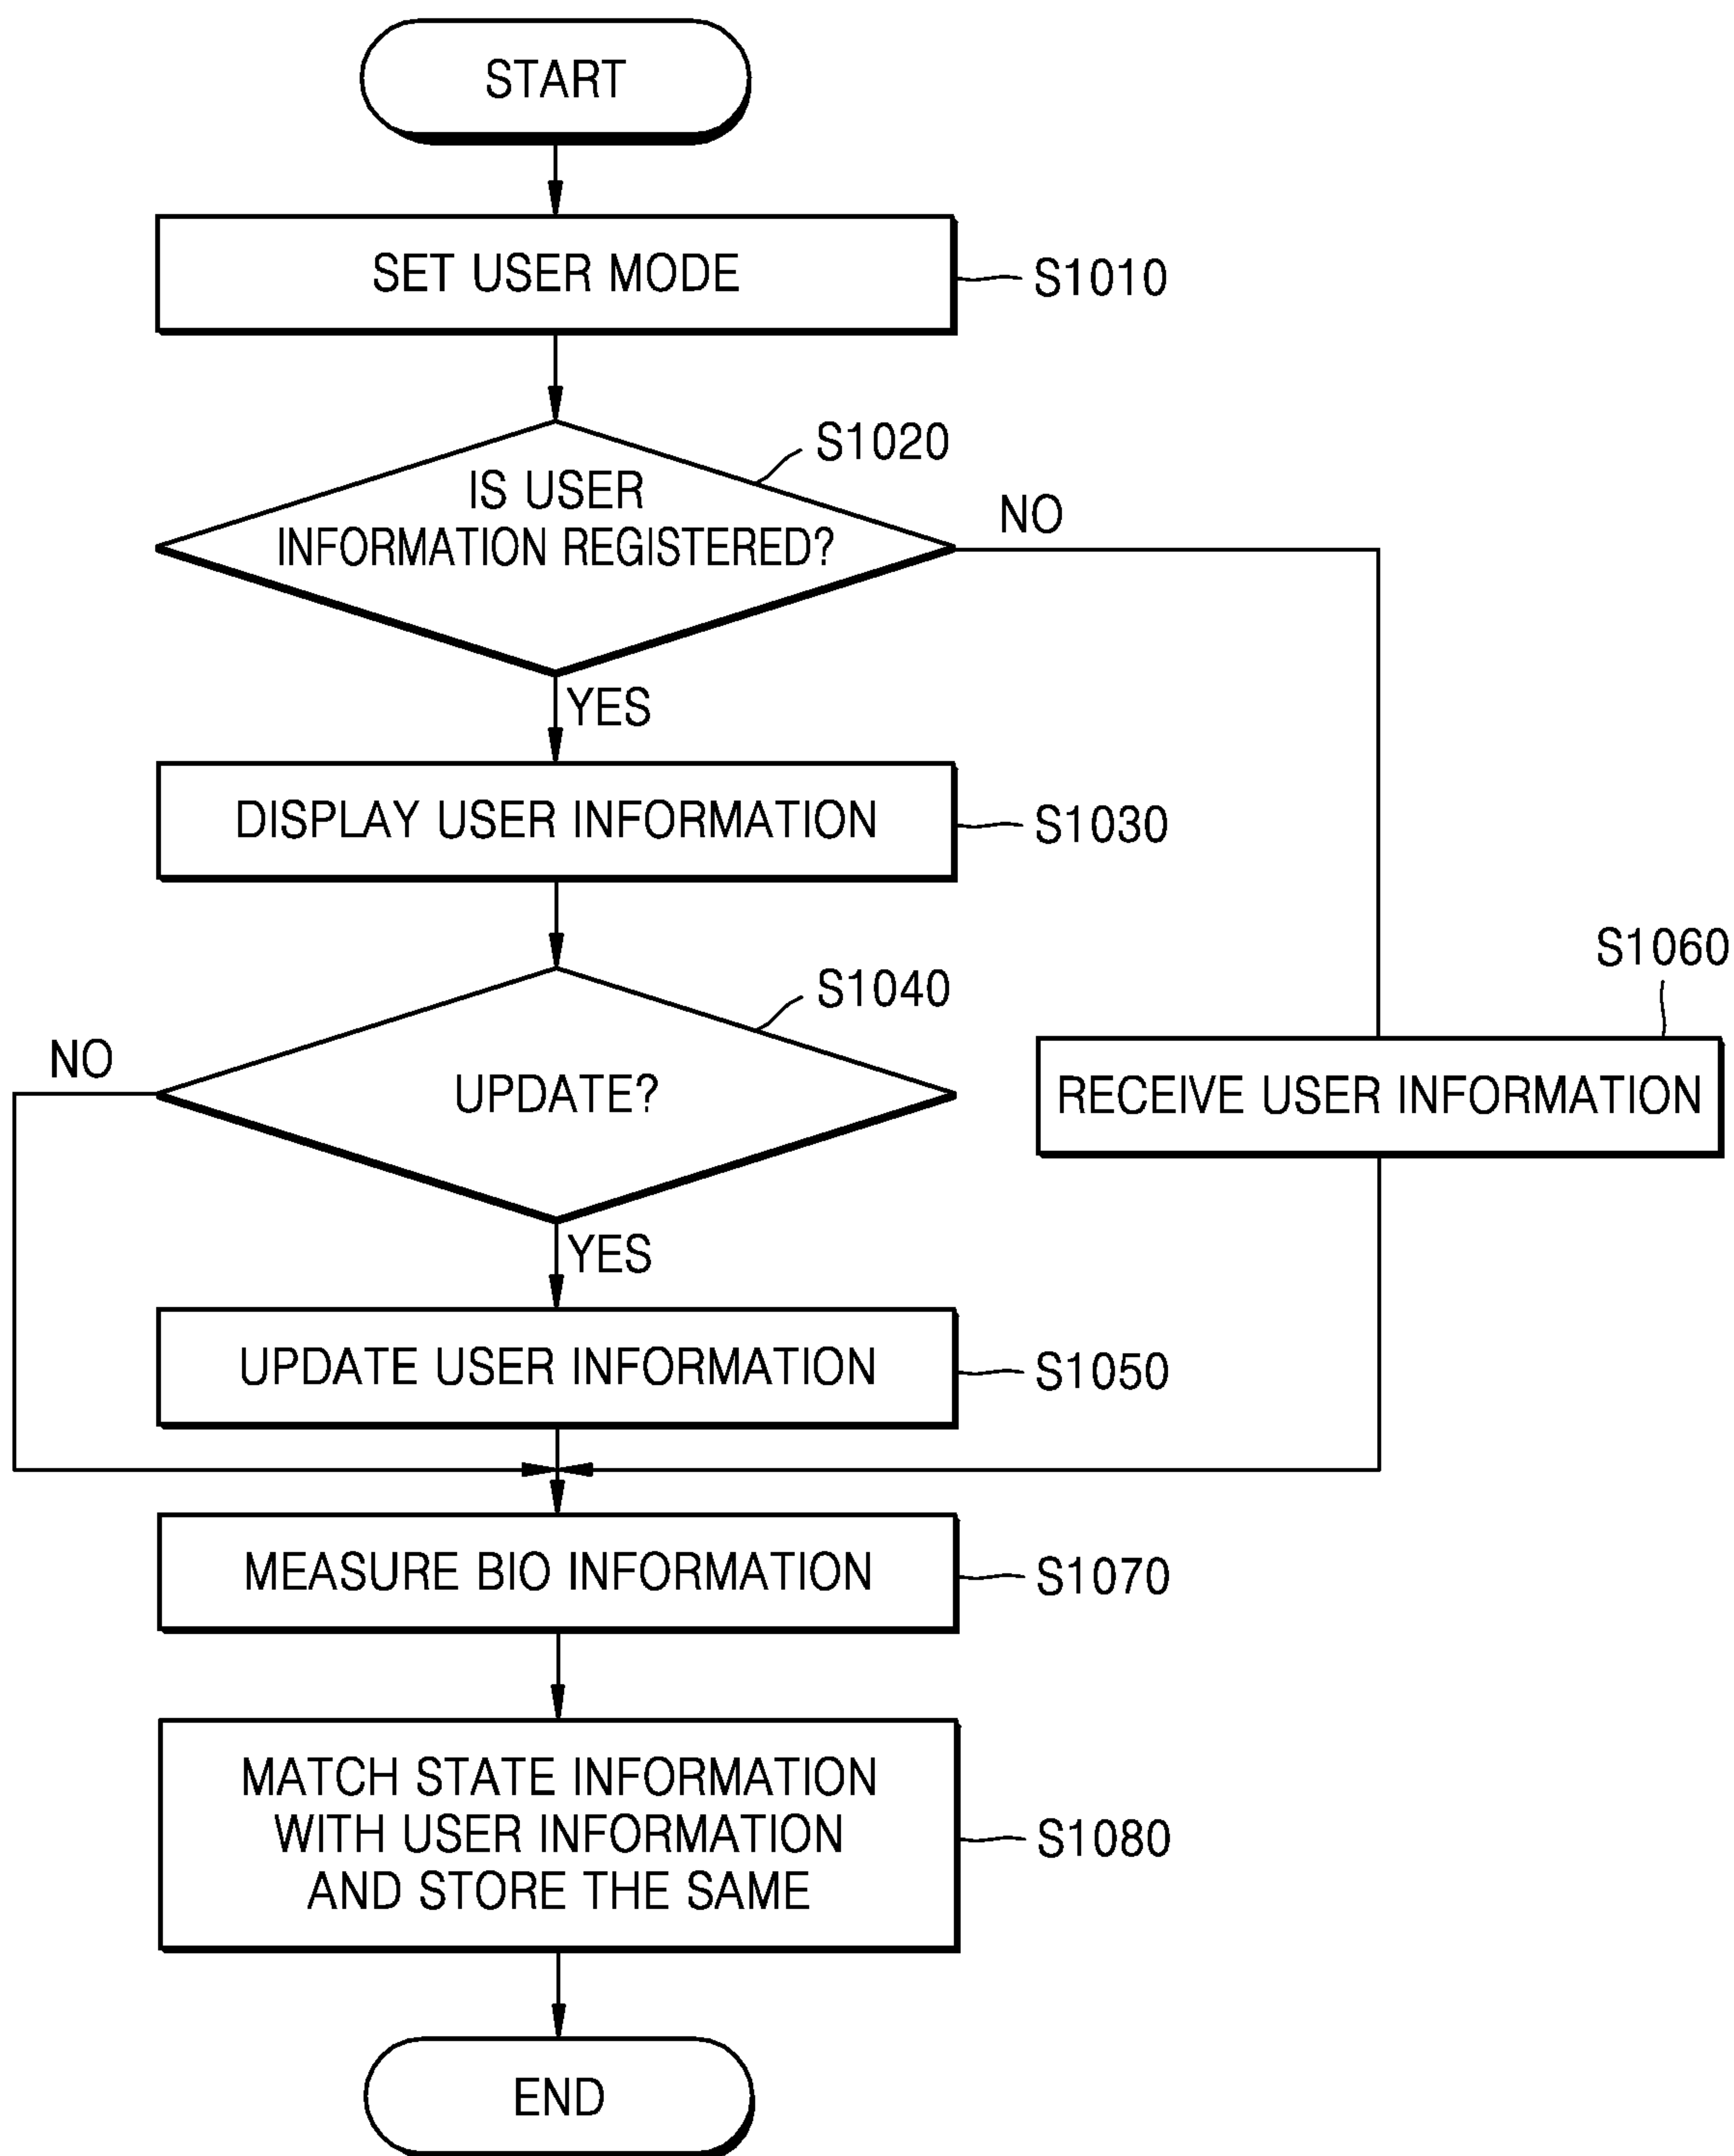 START
SET USER MODE
S1010
S1020
IS USER
INFORMATION REGISTERED?
NO
YES
DISPLAY USER INFORMATION
S1030
S1040
UPDATE?
NO
YES
S1060
RECEIVE USER INFORMATION
UPDATE USER INFORMATION
S1050
MEASURE BIO INFORMATION
S1070
MATCH STATE INFORMATION
WITH USER INFORMATION
AND STORE THE SAME
S1080
END